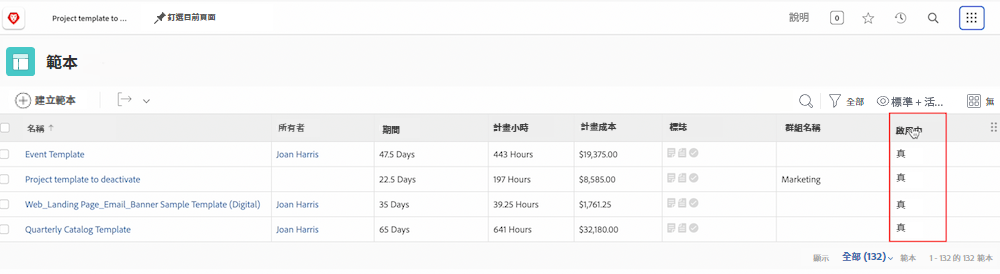 Project template to ... 釘選目前頁面 說明 0
範本
建立範本 全部 標準 + 活... 無
名稱 ↑ 所有者 期間 計畫小時 計畫成本 標誌 群組名稱 啟用中
Event Template Joan Harris 47.5 Days 443 Hours $19,375.00 真
Project template to deactivate 22.5 Days 197 Hours $8,585.00 Marketing 真
Web_Landing Page_Email_Banner Sample Template (Digital) Joan Harris 35 Days 39.25 Hours $1,761.25 真
Quarterly Catalog Template Joan Harris 65 Days 641 Hours $32,180.00 真
顯示 全部 (132) 範本 1 - 132 的 132 範本